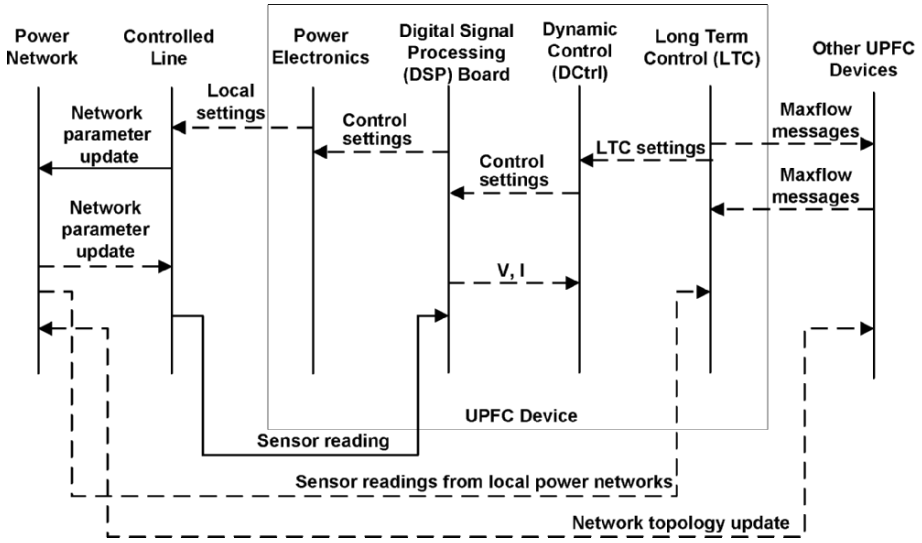 Power
Network
Controlled
Line
Power
Electronics
Digital Signal
Processing
(DSP) Board
Dynamic
Control
(DCtrl)
Long Term
Control (LTC)
Other UPFC
Devices
Local
settings
Network
parameter
update
Control
settings
Maxflow
messages
LTC settings
Control
settings
Maxflow
messages
Network
parameter
update
V, I
UPFC Device
Sensor reading
Sensor readings from local power networks
Network topology update